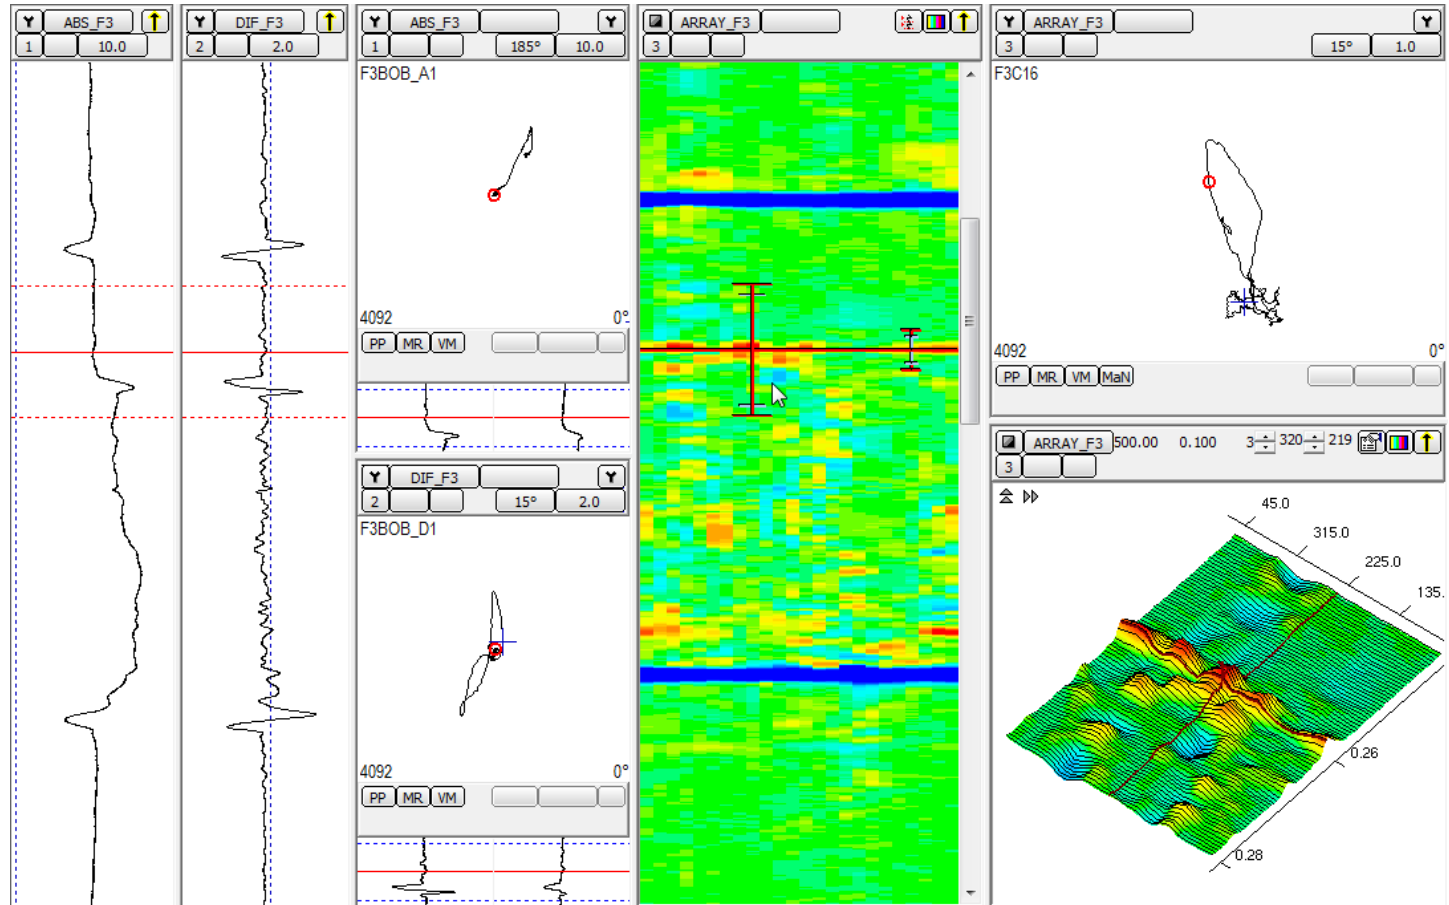 Y ABS_F3
1 10.0
Y DIF_F3
2 2.0
Y ABS_F3 Y
1 185° 10.0
F3BOB_A1
4092 0°
PP MR VM
Y DIF_F3 Y
2 15° 2.0
F3BOB_D1
4092 0°
PP MR VM
ARRAY_F3
3
Y ARRAY_F3 Y
3 15° 1.0
F3C16
4092 0°
PP MR VM MaN
ARRAY_F3 500.00 0.100 3 320 219
3
45.0
315.0
225.0
135.
0.26
0.28